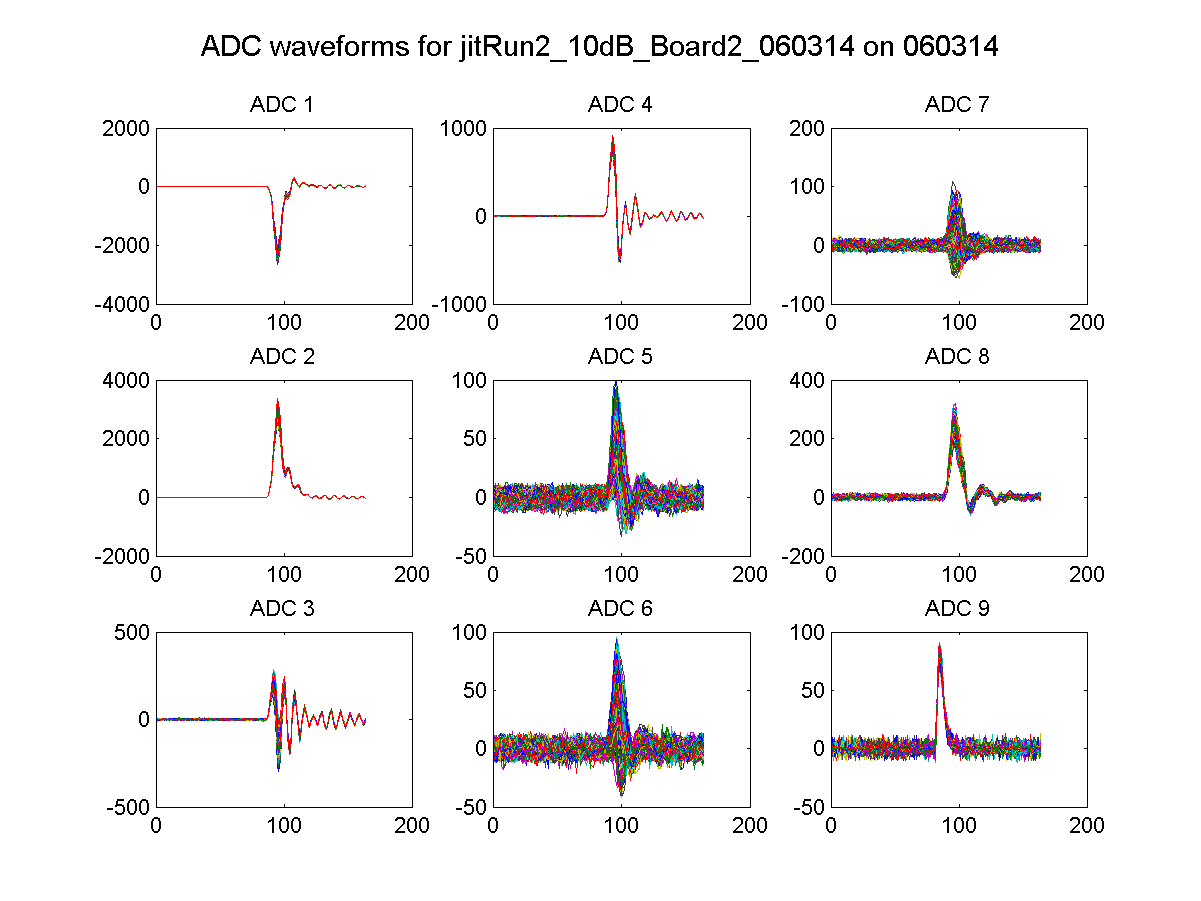 ADC waveforms for jitRun2_10dB_Board2_060314 on 060314
ADC 1
2000
0
-2000
-4000
0 100 200
ADC 4
1000
0
-1000
0 100 200
ADC 7
200
100
0
-100
0 100 200
ADC 2
4000
2000
0
-2000
0 100 200
ADC 5
100
50
0
-50
0 100 200
ADC 8
400
200
0
-200
0 100 200
ADC 3
500
0
-500
0 100 200
ADC 6
100
50
0
-50
0 100 200
ADC 9
100
50
0
-50
0 100 200